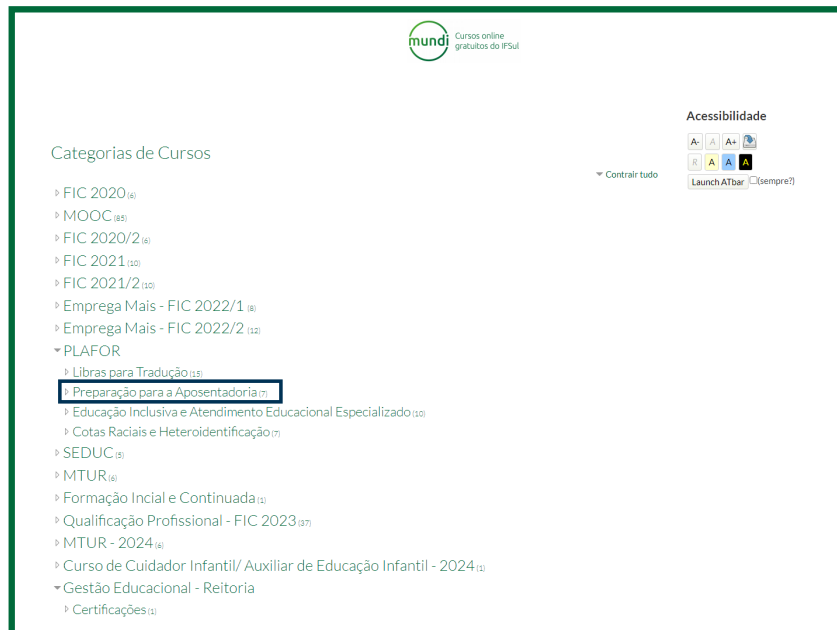 mundi
Cursos online
gratuitos do IFSul
Acessibilidade
A- A A+
R A A A
Launch ATbar (sempre?)
Categorias de Cursos
Contrair tudo
FIC 2020 (6)
MOOC (85)
FIC 2020/2 (6)
FIC 2021 (10)
FIC 2021/2 (10)
Emprega Mais - FIC 2022/1 (8)
Emprega Mais - FIC 2022/2 (12)
PLAFOR
Libras para Tradução (15)
Preparação para a Aposentadoria (7)
Educação Inclusiva e Atendimento Educacional Especializado (10)
Cotas Raciais e Heteroidentificação (7)
SEDUC (5)
MTUR (6)
Formação Incial e Continuada (1)
Qualificação Profissional - FIC 2023 (37)
MTUR - 2024 (6)
Curso de Cuidador Infantil/ Auxiliar de Educação Infantil - 2024 (1)
Gestão Educacional - Reitoria
Certificações (1)